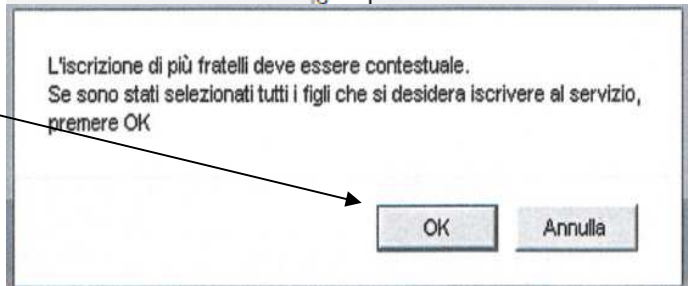 L'iscrizione di più fratelli deve essere contestuale.
Se sono stati selezionati tutti i figli che si desidera iscrivere al servizio,
premere OK
OK
Annulla